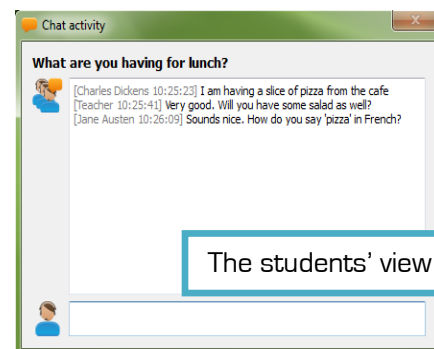 Chat activity
x
What are you having for lunch?
[Charles Dickens 10:25:23] I am having a slice of pizza from the cafe
[Teacher 10:25:41] Very good. Will you have some salad as well?
[Jane Austen 10:26:09] Sounds nice. How do you say 'pizza' in French?
The students' view